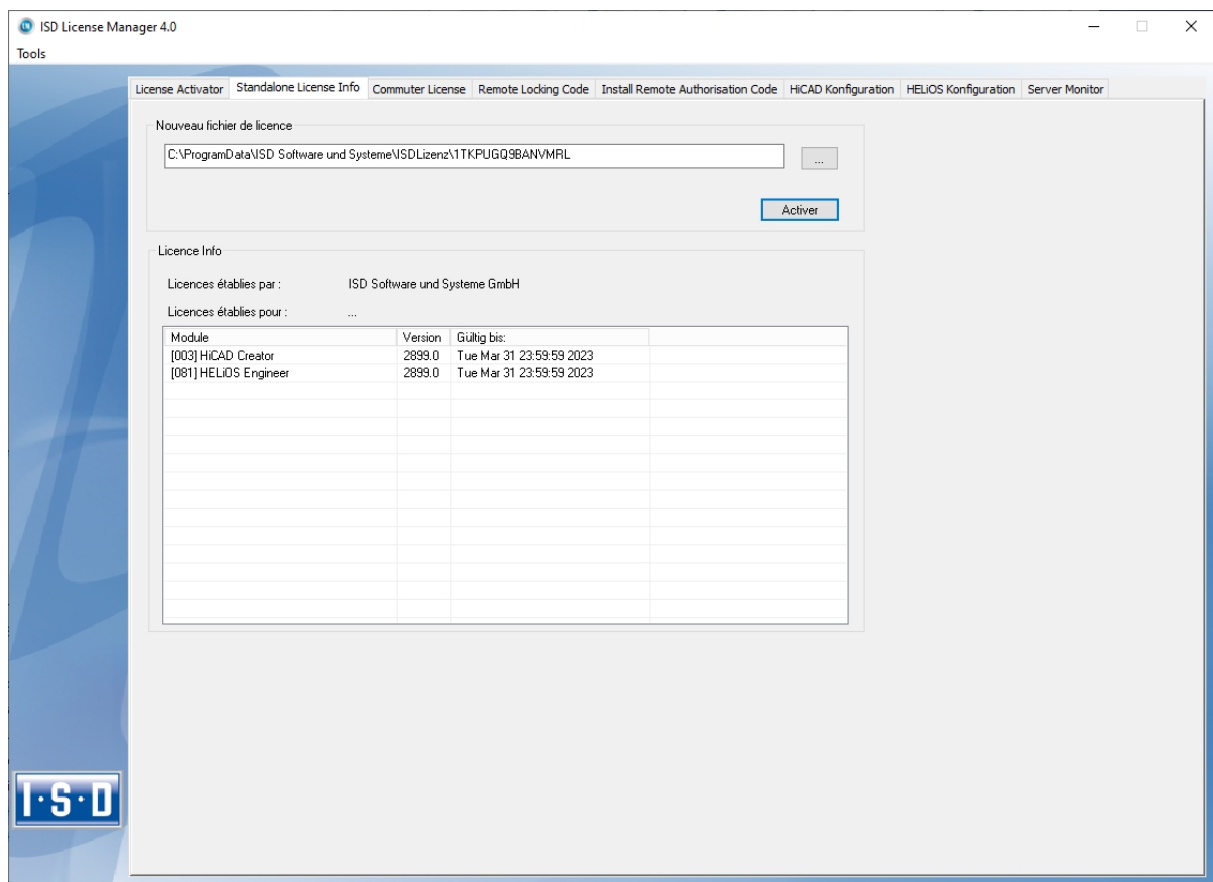 ISD License Manager 4.0
Tools
License Activator Standalone License Info Commuter License Remote Locking Code Install Remote Authorisation Code HiCAD Konfiguration HELiOS Konfiguration Server Monitor
Nouveau fichier de licence
C:\ProgramData\ISD Software und Systeme\ISDLizenz\1TKPUGQ9BANVMRL
...
Activer
Licence Info
Licences établies par : ISD Software und Systeme GmbH
Licences établies pour : ...
Module Version Gültig bis:
[003] HiCAD Creator 2899.0 Tue Mar 31 23:59:59 2023
[081] HELiOS Engineer 2899.0 Tue Mar 31 23:59:59 2023
I·S·D